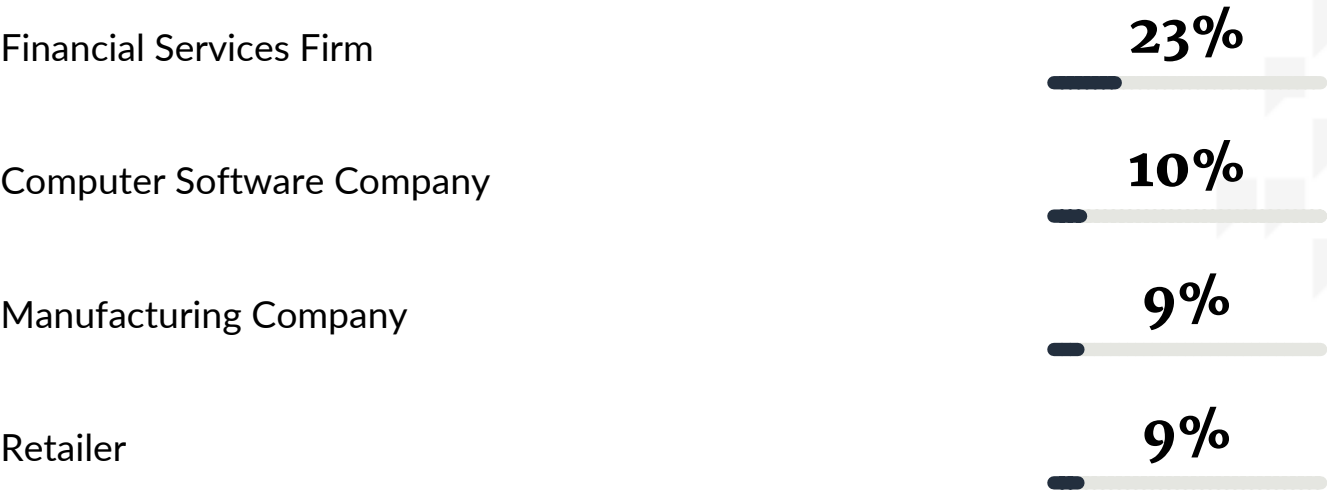 Financial Services Firm 23%
Computer Software Company 10%
Manufacturing Company 9%
Retailer 9%